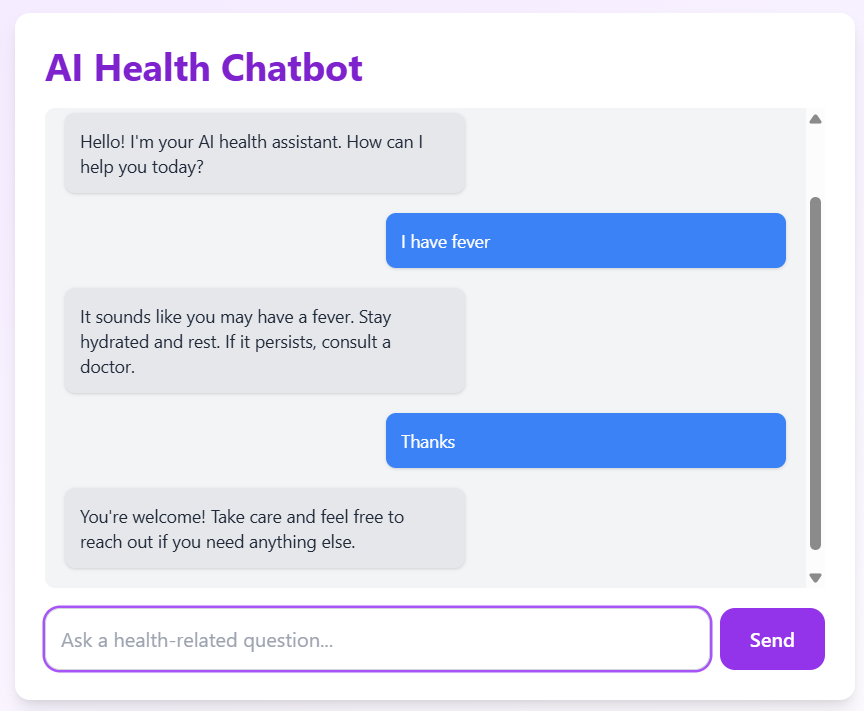 AI Health Chatbot
Hello! I'm your AI health assistant. How can I
help you today?
I have fever
It sounds like you may have a fever. Stay
hydrated and rest. If it persists, consult a
doctor.
Thanks
You're welcome! Take care and feel free to
reach out if you need anything else.
Ask a health-related question...
Send